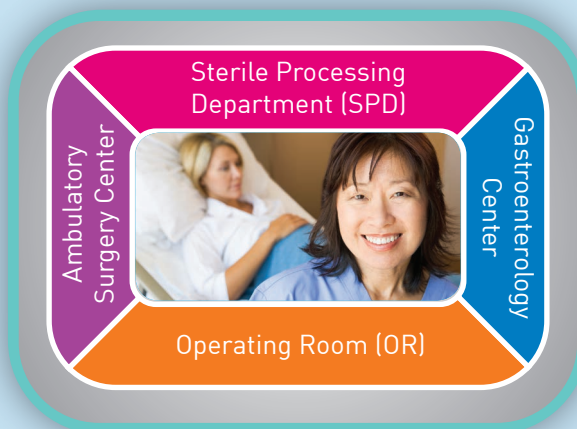 Sterile Processing
Department (SPD)
Ambulatory
Surgery Center
Gastroenterology
Center
Operating Room (OR)